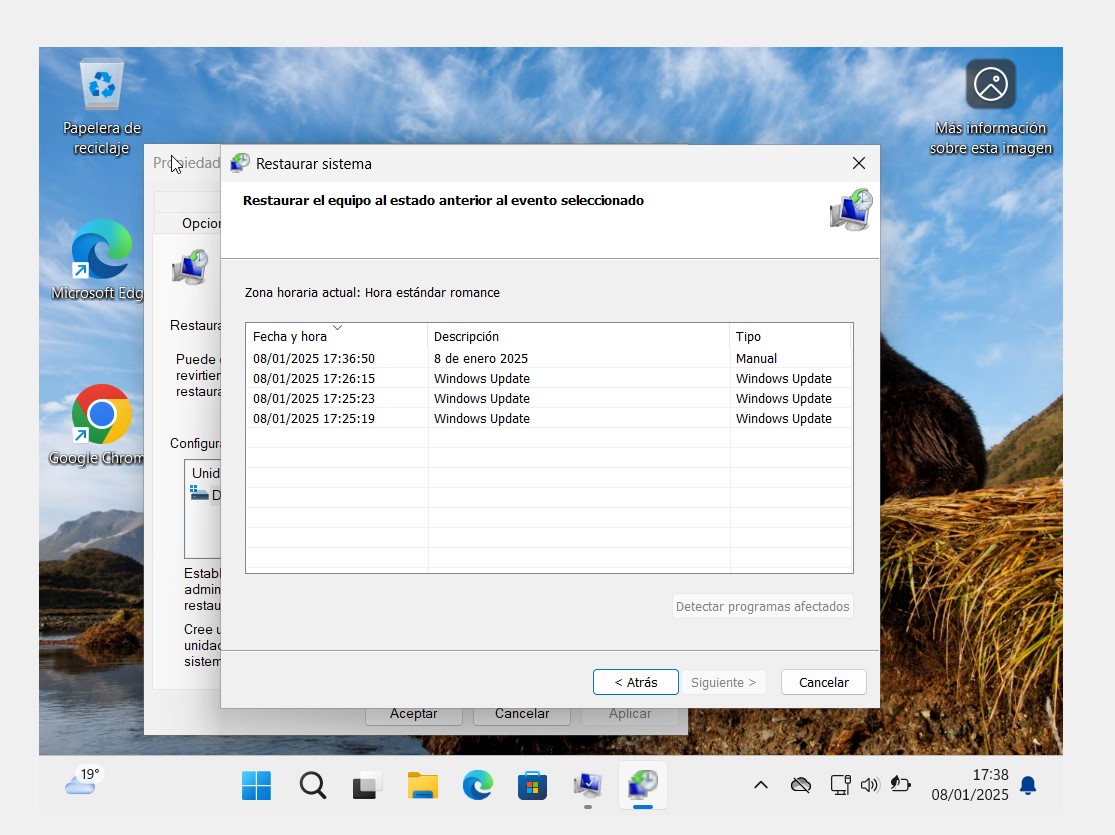 Papelera de
reciclaje
Más información
sobre esta imagen
Restaurar sistema
Restaurar el equipo al estado anterior al evento seleccionado
Opcion
Microsoft Edg
Zona horaria actual: Hora estándar romance
Restaura
Fecha y hora Descripción Tipo
Puede 08/01/2025 17:36:50 8 de enero 2025 Manual
revirtier 08/01/2025 17:26:15 Windows Update Windows Update
restaura 08/01/2025 17:25:23 Windows Update Windows Update
08/01/2025 17:25:19 Windows Update Windows Update
Configura
Google Chrom
Unid
D
Establ
admin
restau
Detectar programas afectados
Cree u
unidad
sistem
< Atrás Siguiente > Cancelar
Aceptar Cancelar Aplicar
19°
17:38
08/01/2025